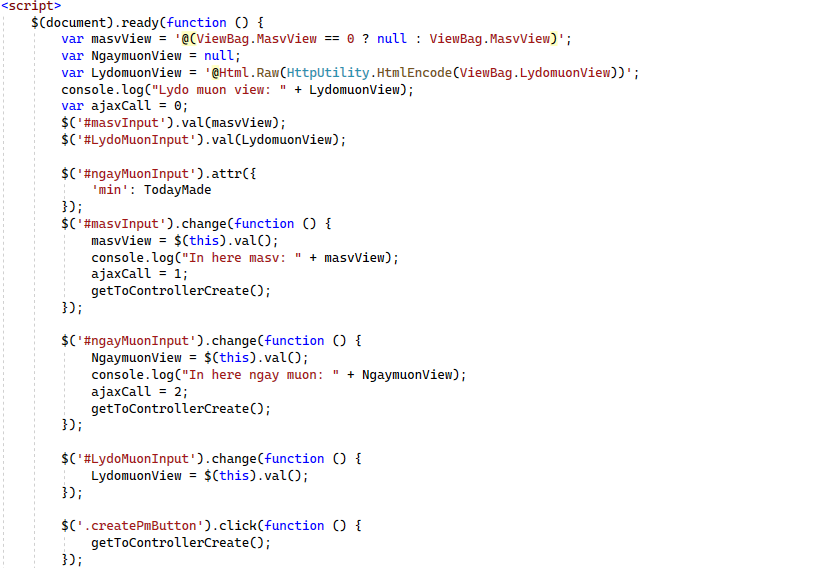 <script>
$(document).ready(function () {
var masvView = '@(ViewBag.MasvView == 0 ? null : ViewBag.MasvView)';
var NgaymuonView = null;
var LydomuonView = '@Html.Raw(HttpUtility.HtmlEncode(ViewBag.LydomuonView))';
console.log("Lydo muon view: " + LydomuonView);
var ajaxCall = 0;
$('#masvInput').val(masvView);
$('#LydoMuonInput').val(LydomuonView);
$('#ngayMuonInput').attr({
'min': TodayMade
});
$('#masvInput').change(function () {
masvView = $(this).val();
console.log("In here masv: " + masvView);
ajaxCall = 1;
getToControllerCreate();
});
$('#ngayMuonInput').change(function () {
NgaymuonView = $(this).val();
console.log("In here ngay muon: " + NgaymuonView);
ajaxCall = 2;
getToControllerCreate();
});
$('#LydoMuonInput').change(function () {
LydomuonView = $(this).val();
});
$('.createPmButton').click(function () {
getToControllerCreate();
});